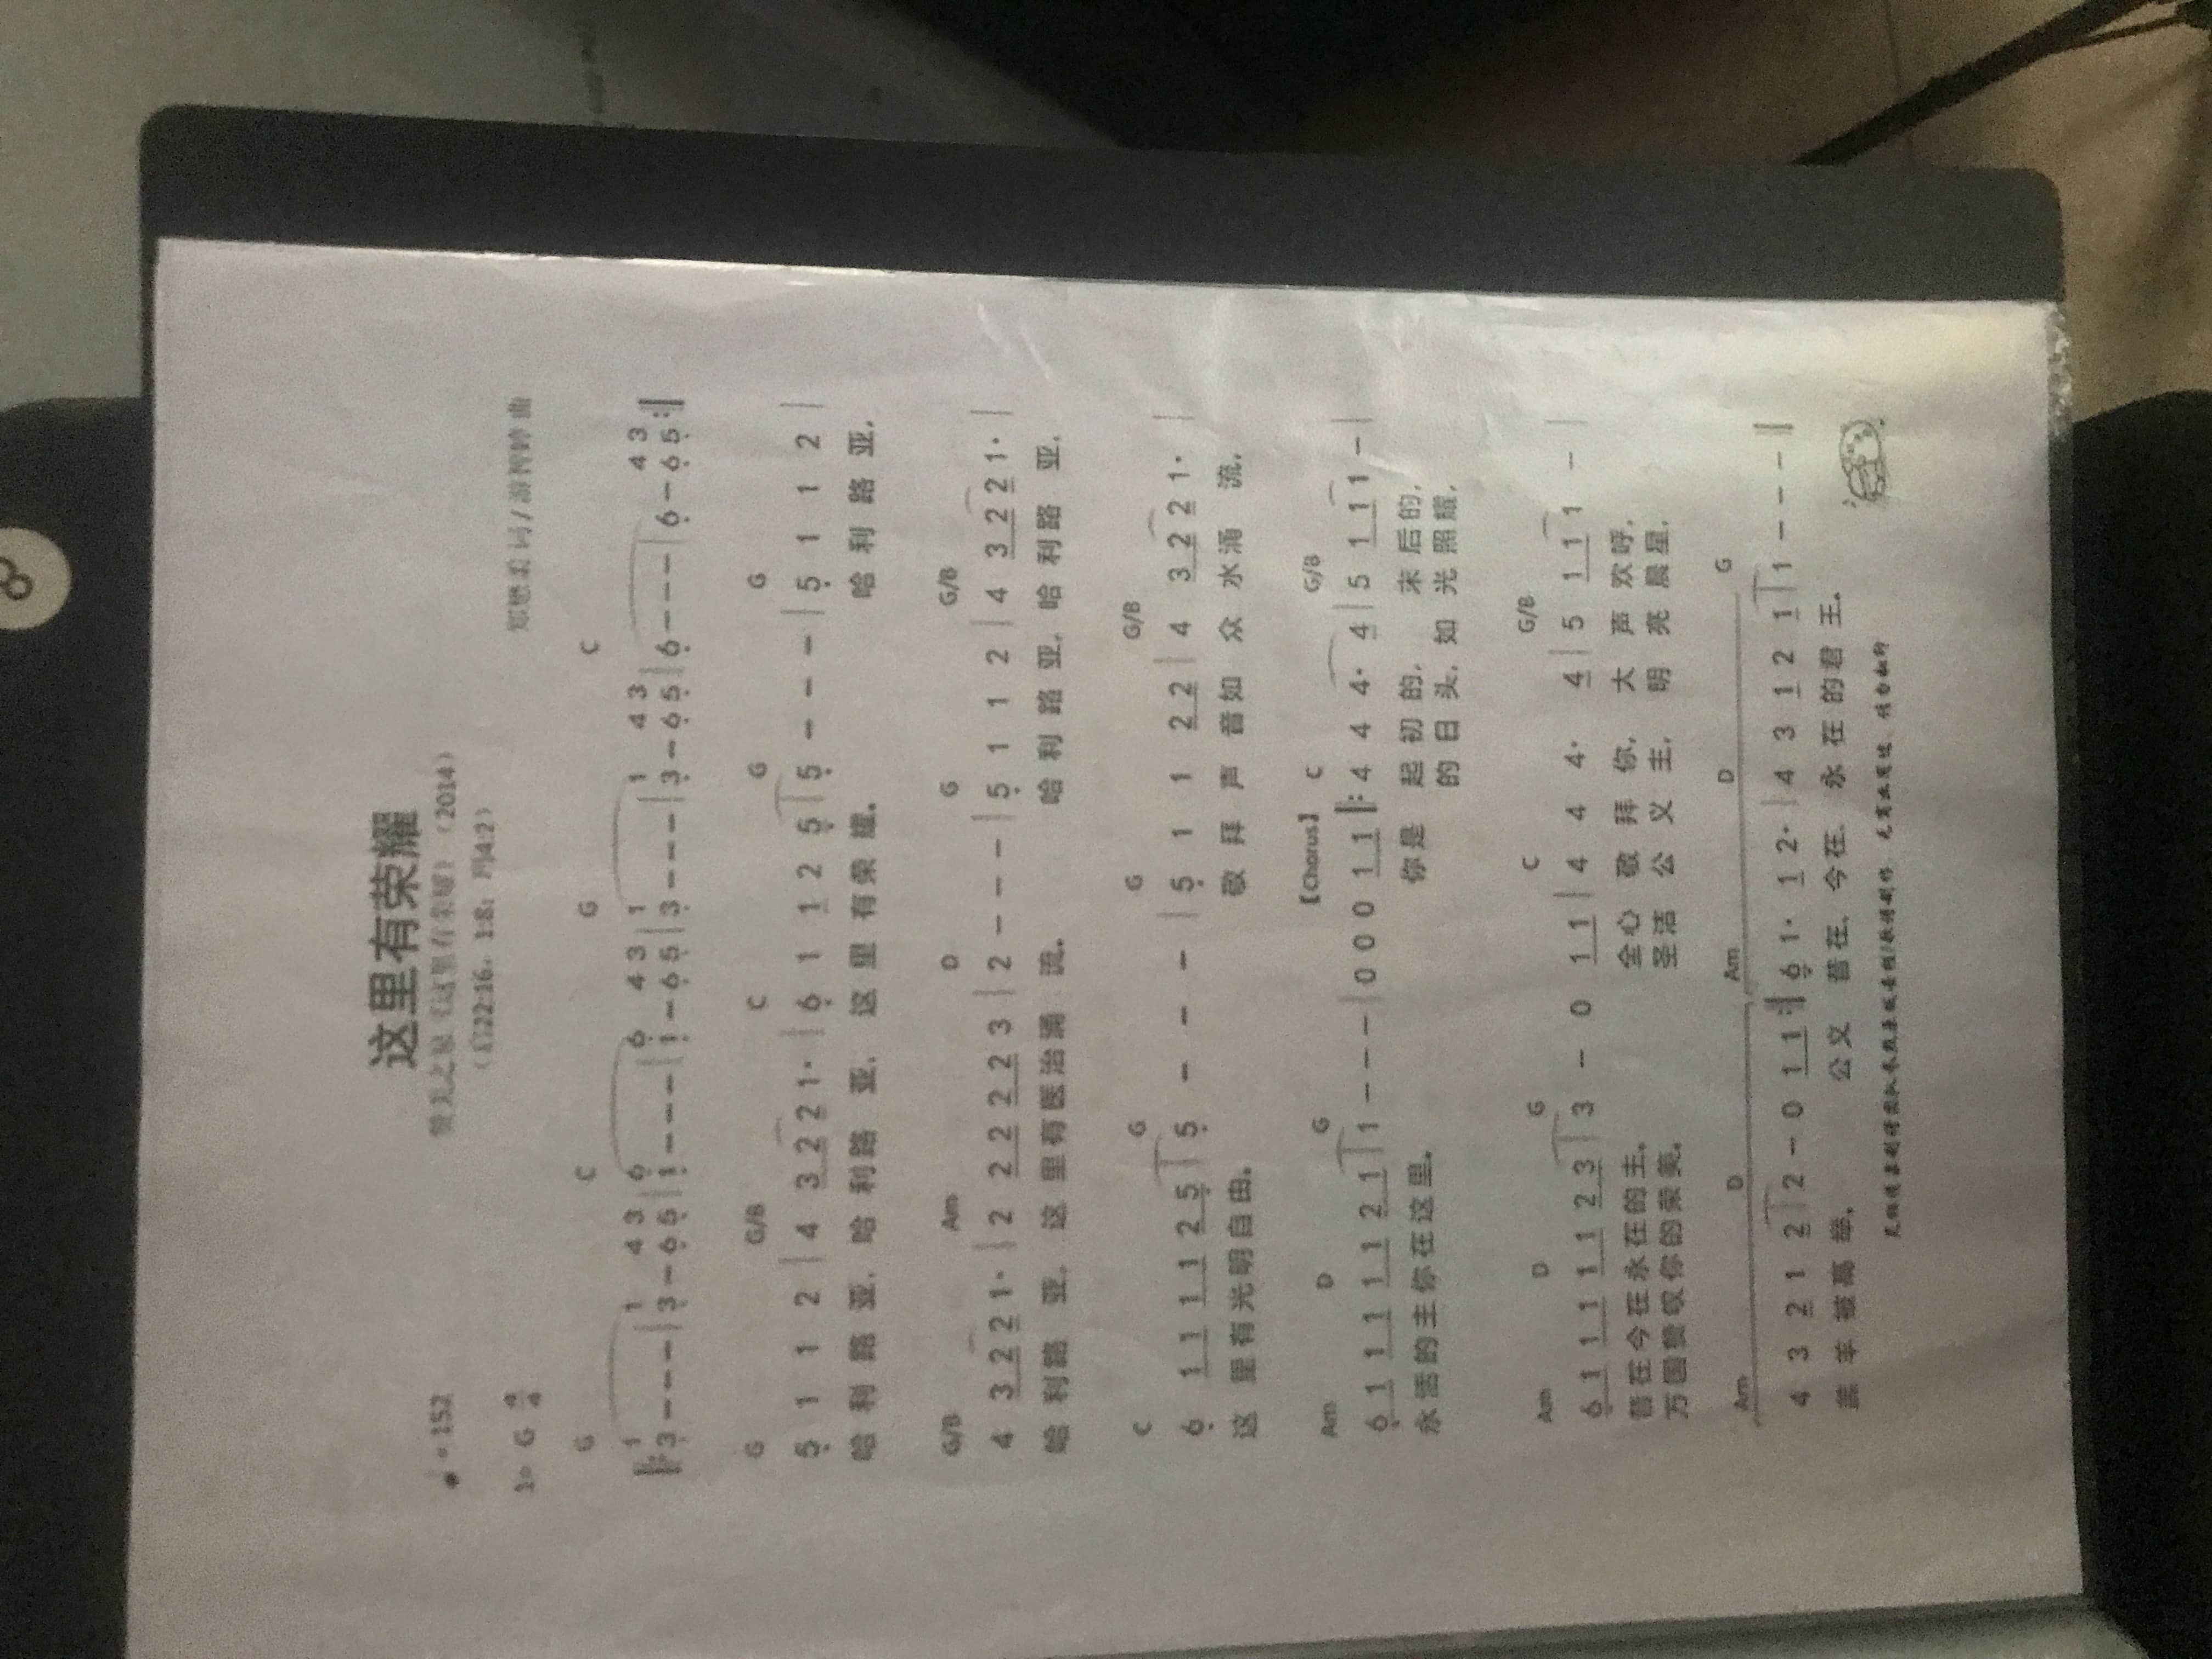 8
这里有荣耀
♩= 152
赞美之泉《这里有荣耀》（2014）
（启22:16，1:8；玛4:2）
1= G 4/4
郑懋柔 词 / 游智婷 曲
G C G C
1 1 4 3 6 6 4 3 1 1 4 3 4 3
3 - - - | 3 - 6 5 | 1 - - - | 1 - 6 5 | 3 - - - | 3 - 6 5 | 6 - - - | 6 - 6 5 :|
G G/B C G G
5 1 1 2 | 4 3 2 2 1· | 6 1 1 2 5 | 5 - - - | 5 1 1 2 |
哈 利 路 亚，哈 利 路 亚，这 里 有 荣 耀。 哈 利 路 亚，
G/B Am D G G/B
4 3 2 2 1· | 2 2 2 2 2 3 | 2 - - - | 5 1 1 2 | 4 3 2 2 1· |
哈 利 路 亚，这 里 有 医 治 涌 流。 哈 利 路 亚，哈 利 路 亚，
C G G G/B
6 1 1 1 1 2 5 | 5 - - - | 5 1 1 2 2 | 4 3 2 2 1· |
这 里 有 光 明 自 由。 敬 拜 声 音 如 众 水 涌 流，
Am D G 【Chorus】 C G/B
6 1 1 1 1 1 2 1 | 1 - - - | 0 0 0 1 1 |: 4 4 4· 4 | 5 1 1 1 - |
永 活 的 主 你 在 这 里。 你 是 起 初 的， 末 后 的，
的 日 头，如 光 照 耀，
Am D G C G/B
6 1 1 1 1 1 2 3 | 3 - 0 1 1 | 4 4 4· 4 | 5 1 1 1 - |
昔 在 今 在 永 在 的 主。 全 心 敬 拜 你， 大 声 欢 呼，
万 国 赞 叹 你 的 荣 美。 圣 洁 公 义 主， 明 亮 晨 星，
Am D Am D G
4 3 2 1 2 | 2 - 0 1 1 :| 6 1· 1 2· | 4 3 1 2 1 | 1 - - - ‖
羔 羊 被 高 举， 公 义 昔 在、今 在、永 在 的 君 王。